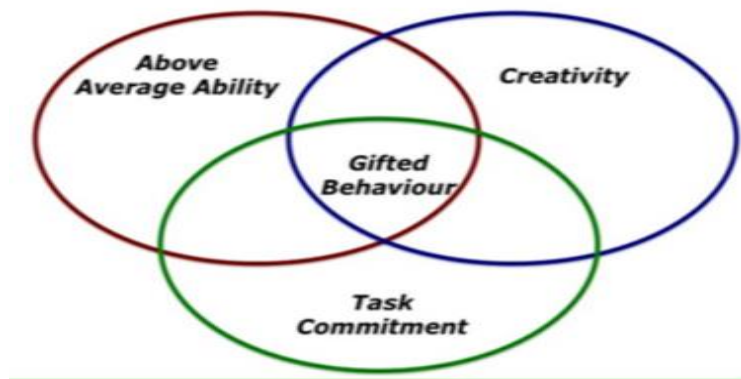 Above
Average Ability
Creativity
Gifted
Behaviour
Task
Commitment